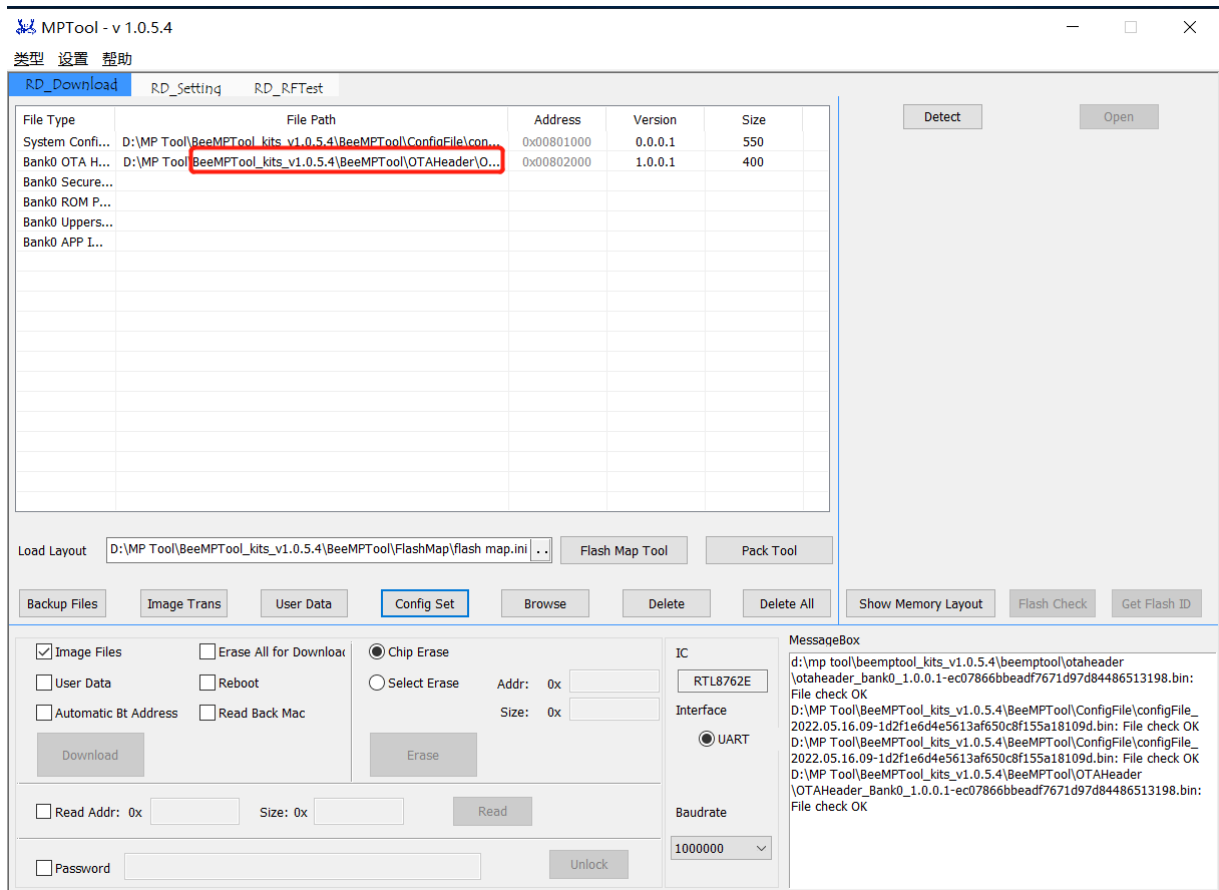 MPTool - v 1.0.5.4
类型 设置 帮助
RD_Download RD_Setting RD_RFTest
File Type File Path Address Version Size
System Confi... D:\MP Tool\BeeMPTool_kits_v1.0.5.4\BeeMPTool\ConfigFile\con... 0x00801000 0.0.0.1 550
Bank0 OTA H... D:\MP Tool\BeeMPTool_kits_v1.0.5.4\BeeMPTool\OTAHeader\O... 0x00802000 1.0.0.1 400
Bank0 Secure...
Bank0 ROM P...
Bank0 Uppers...
Bank0 APP I...
Detect Open
Load Layout D:\MP Tool\BeeMPTool_kits_v1.0.5.4\BeeMPTool\FlashMap\flash map.ini .. Flash Map Tool Pack Tool
Backup Files Image Trans User Data Config Set Browse Delete Delete All Show Memory Layout Flash Check Get Flash ID
Image Files Erase All for Downloac Chip Erase
User Data Reboot Select Erase Addr: 0x
Automatic Bt Address Read Back Mac Size: 0x
Download Erase
Read Addr: 0x Size: 0x Read
Password Unlock
IC
RTL8762E
Interface
UART
Baudrate
1000000
MessageBox
d:\mp tool\beemptool_kits_v1.0.5.4\beemptool\otaheader
\otaheader_bank0_1.0.0.1-ec07866bbeadf7671d97d84486513198.bin:
File check OK
D:\MP Tool\BeeMPTool_kits_v1.0.5.4\BeeMPTool\ConfigFile\configFile_
2022.05.16.09-1d2f1e6d4e5613af650c8f155a18109d.bin: File check OK
D:\MP Tool\BeeMPTool_kits_v1.0.5.4\BeeMPTool\ConfigFile\configFile_
2022.05.16.09-1d2f1e6d4e5613af650c8f155a18109d.bin: File check OK
D:\MP Tool\BeeMPTool_kits_v1.0.5.4\BeeMPTool\OTAHeader
\OTAHeader_Bank0_1.0.0.1-ec07866bbeadf7671d97d84486513198.bin:
File check OK